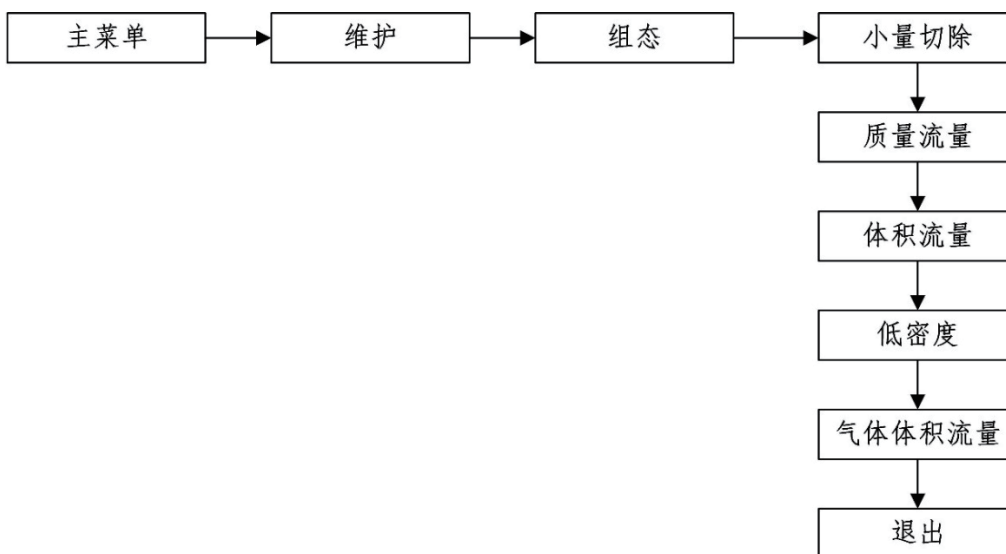 主菜单
维护
组态
小量切除
质量流量
体积流量
低密度
气体体积流量
退出